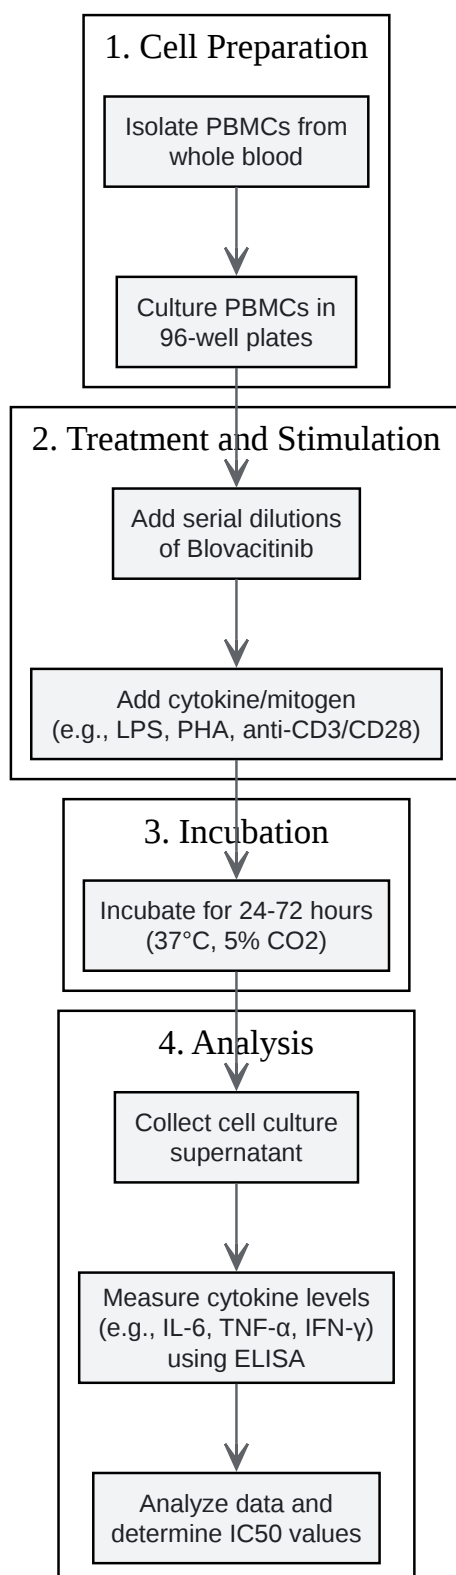 1. Cell Preparation
Isolate PBMCs from
whole blood
Culture PBMCs in
96-well plates
2. Treatment and Stimulation
Add serial dilutions
of Blovacitinib
Add cytokine/mitogen
(e.g., LPS, PHA, anti-CD3/CD28)
3. Incubation
Incubate for 24-72 hours
(37°C, 5% CO2)
4. Analysis
Collect cell culture
supernatant
Measure cytokine levels
(e.g., IL-6, TNF-α, IFN-γ)
using ELISA
Analyze data and
determine IC50 values